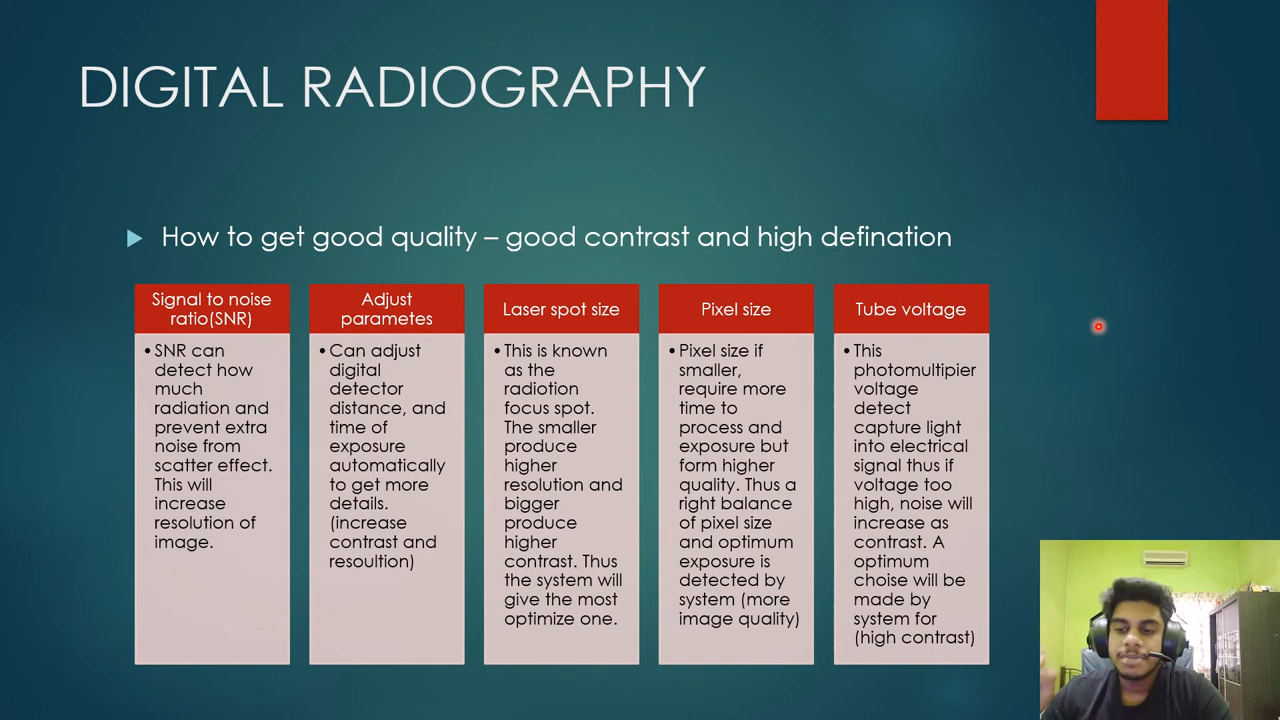 DIGITAL RADIOGRAPHY
How to get good quality – good contrast and high defination
Signal to noise
ratio(SNR)
•SNR can
detect how
much
radiation and
prevent extra
noise from
scatter effect.
This will
increase
resolution of
image.
Adjust
parametes
•Can adjust
digital
detector
distance, and
time of
exposure
automatically
to get more
details.
(increase
contrast and
resoultion)
Laser spot size
•This is known
as the
radiotion
focus spot.
The smaller
produce
higher
resolution and
bigger
produce
higher
contrast. Thus
the system will
give the most
optimize one.
Pixel size
•Pixel size if
smaller,
require more
time to
process and
exposure but
form higher
quality. Thus a
right balance
of pixel size
and optimum
exposure is
detected by
system (more
image quality)
Tube voltage
•This
photomultipier
voltage
detect
capture light
into electrical
signal thus if
voltage too
high, noise will
increase as
contrast. A
optimum
choise will be
made by
system for
(high contrast)